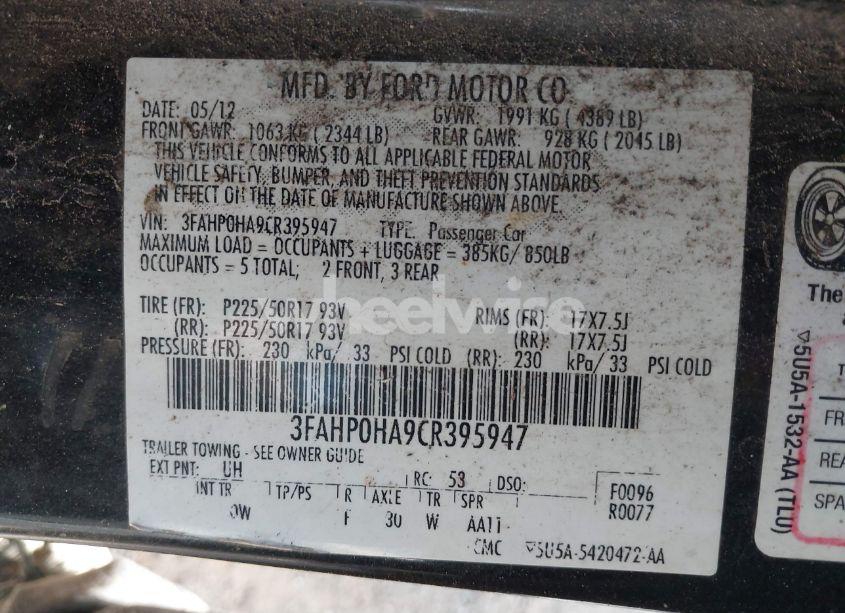 MFD. BY FORD MOTOR CO
DATE: 05/12 GVWR: 1991 KG ( 4389 LB)
FRONT GAWR: 1063 KG ( 2344 LB) REAR GAWR: 928 KG ( 2045 LB)
THIS VEHICLE CONFORMS TO ALL APPLICABLE FEDERAL MOTOR
VEHICLE SAFETY, BUMPER, AND THEFT PREVENTION STANDARDS
IN EFFECT ON THE DATE OF MANUFACTURE SHOWN ABOVE.
VIN: 3FAHP0HA9CR395947 TYPE: Passenger Car
MAXIMUM LOAD = OCCUPANTS + LUGGAGE = 385KG/ 850LB
OCCUPANTS = 5 TOTAL; 2 FRONT, 3 REAR
TIRE (FR): P225/50R17 93V RIMS (FR): 17X7.5J
(RR): P225/50R17 93V (RR): 17X7.5J
PRESSURE (FR): 230 kPa/ 33 PSI COLD (RR): 230 kPa/ 33 PSI COLD
3FAHP0HA9CR395947
TRAILER TOWING - SEE OWNER GUIDE
EXT PNT: UH RC: 53 DSO: F0096
INT TR TP/PS R AXLE TR SPR R0077
OW F 30 W AA11
CMC ▽5U5A-5420472-AA
heelwise
The
▽5U5A-1532-AA (TLU)
T
FR
REA
SPA